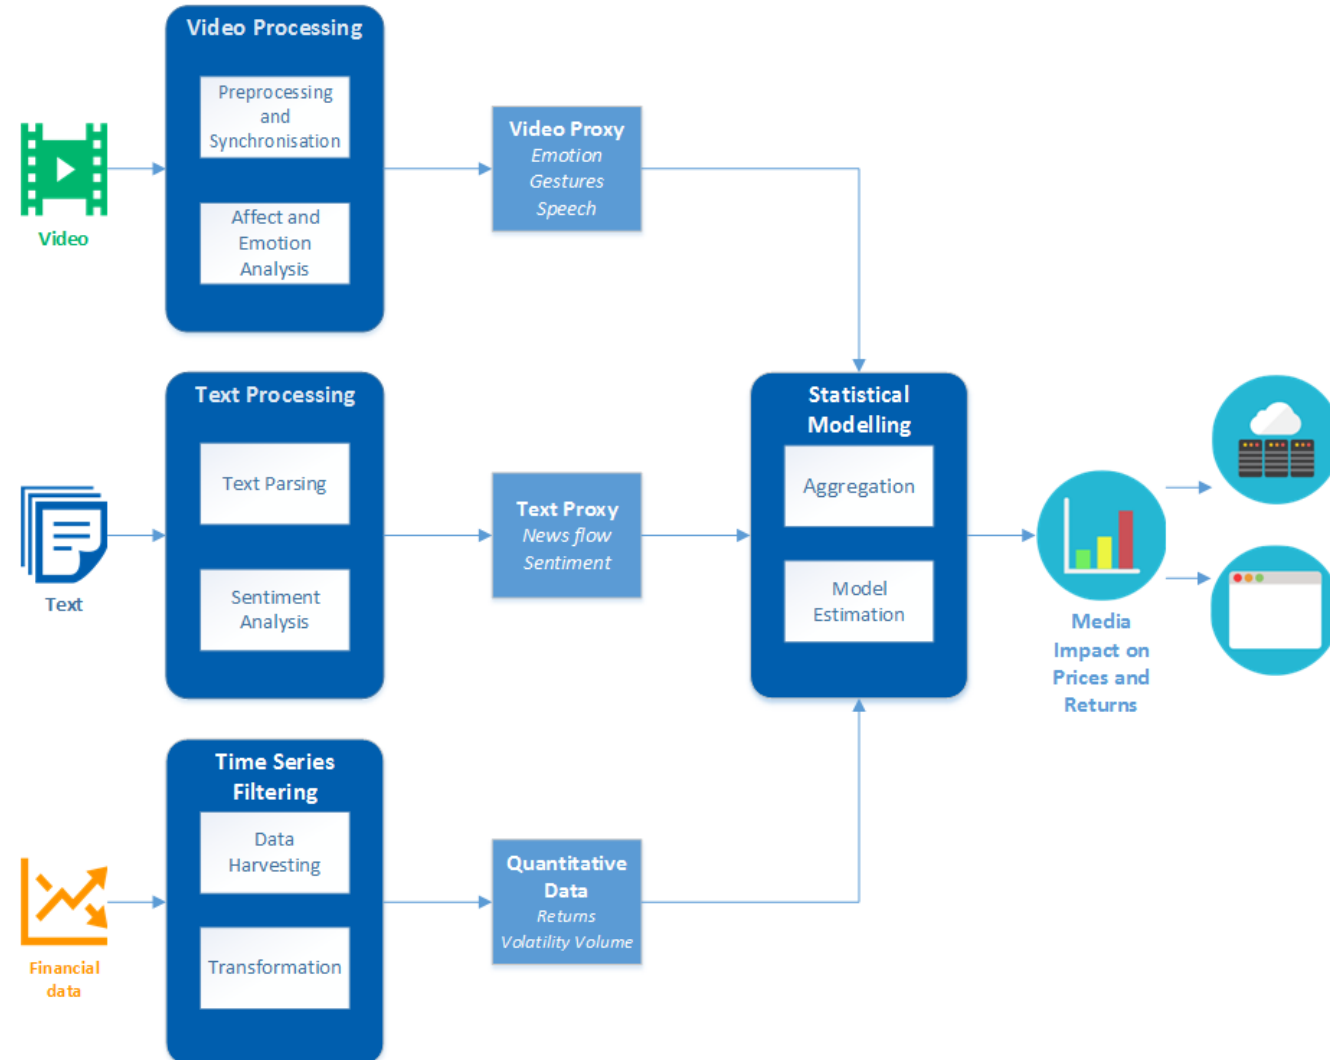 Video Processing
Preprocessing
and
Synchronisation
Affect and
Emotion
Analysis
Video
Video Proxy
Emotion
Gestures
Speech
Text Processing
Text Parsing
Sentiment
Analysis
Text
Text Proxy
News flow
Sentiment
Statistical
Modelling
Aggregation
Model
Estimation
Media
Impact on
Prices and
Returns
Time Series
Filtering
Data
Harvesting
Transformation
Financial
data
Quantitative
Data
Returns
Volatility Volume